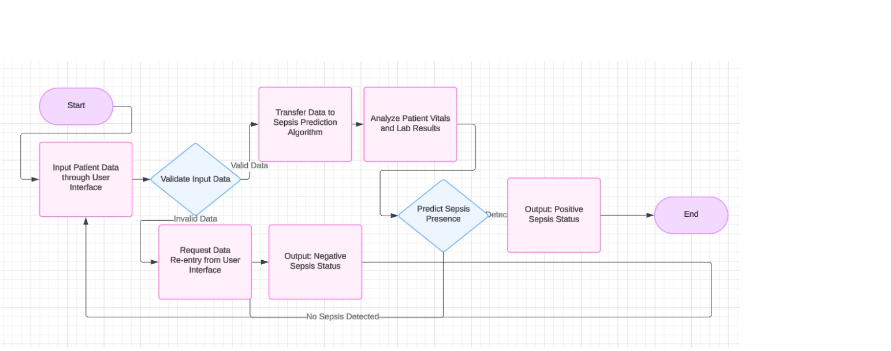 Start
Transfer Data to
Sepsis Prediction
Algorithm
Analyze Patient Vitals
and Lab Results
Input Patient Data
through User
Interface
Validate Input Data
Valid Data
Predict Sepsis
Presence
Output: Positive
Sepsis Status
End
Invalid Data
Request Data
Re-entry from User
Interface
Output: Negative
Sepsis Status
No Sepsis Detected